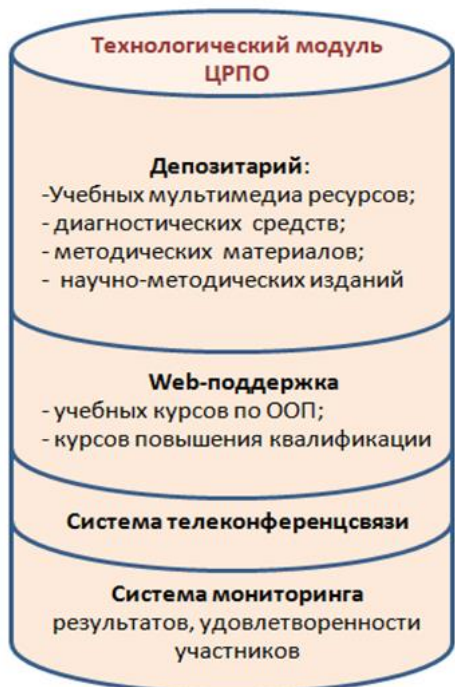 Технологический модуль
ЦРПО
Депозитарий:
-Учебных мультимедиа ресурсов;
- диагностических средств;
- методических материалов;
- научно-методических изданий
Web-поддержка
- учебных курсов по ООП;
- курсов повышения квалификации
Система телеконференцсвязи
Система мониторинга
результатов, удовлетворенности
участников